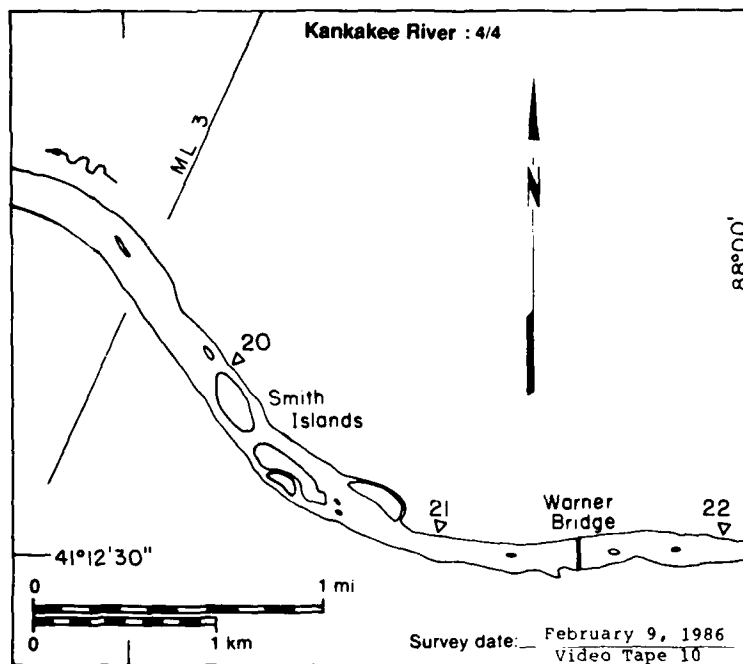 Kankakee River : 4/4
ML 3
N
88°00'
20
Smith
Islands
21
Warner
Bridge
22
41°12'30"
0 1 mi
0 1 km
Survey date: February 9, 1986
Video Tape 10